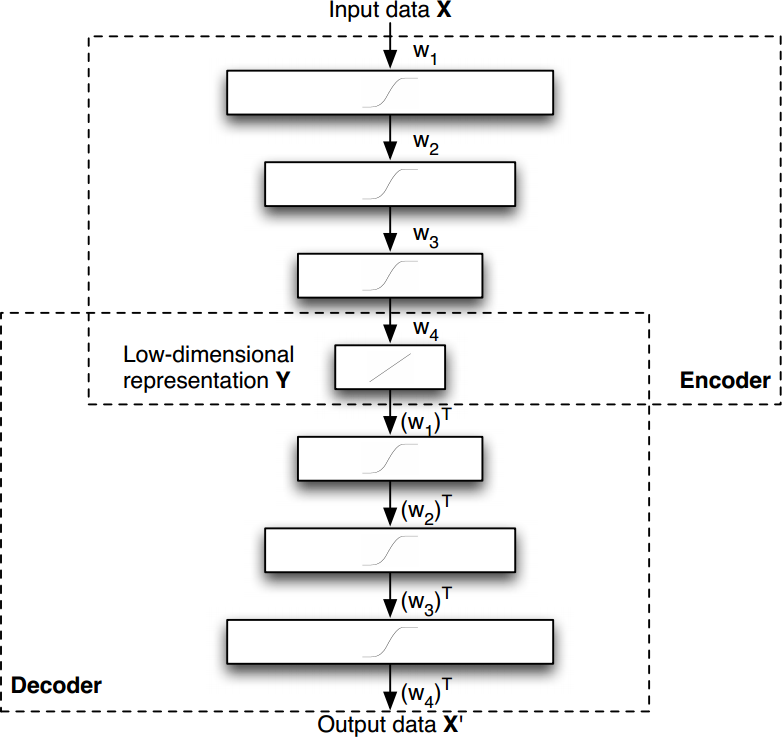 Input data X
w1
w2
w3
w4
Low-dimensional
representation Y
Encoder
(w1)T
(w2)T
(w3)T
Decoder
(w4)T
Output data X'